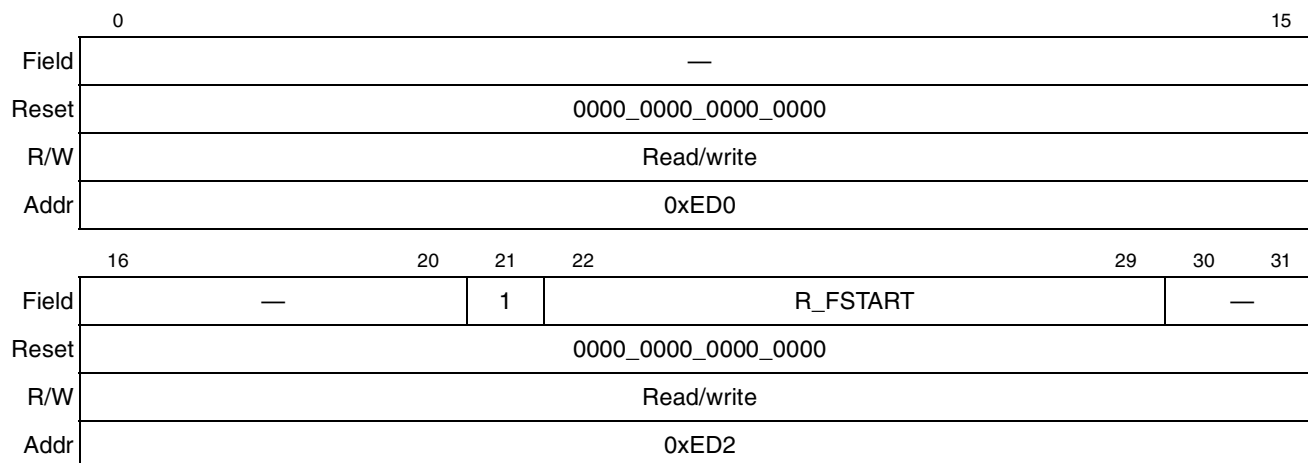 0 15
Field —
Reset 0000_0000_0000_0000
R/W Read/write
Addr 0xED0
16 20 21 22 29 30 31
Field — 1 R_FSTART —
Reset 0000_0000_0000_0000
R/W Read/write
Addr 0xED2